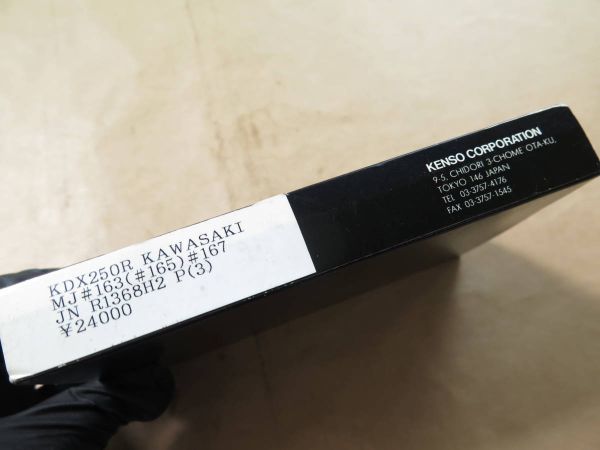 KDX250R KAWASAKI
MJ#163(#165)#167
JN R1368H2 P(3)
¥24000
KENSO CORPORATION
9-5, CHIDORI 3-CHOME OTA-KU,
TOKYO 146 JAPAN
TEL 03-3757-4176
FAX 03-3757-1545